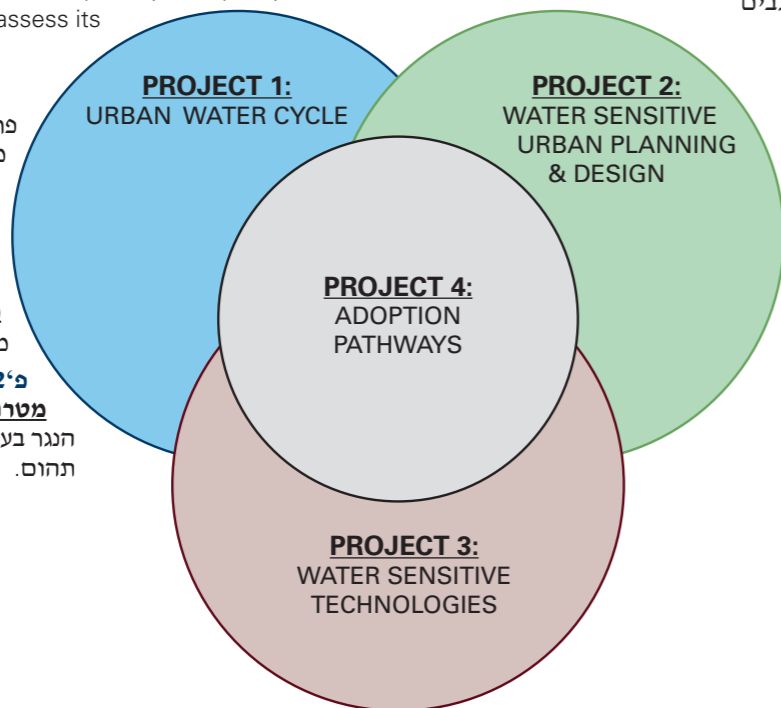 assess its
PROJECT 1:
URBAN WATER CYCLE
PROJECT 2:
WATER SENSITIVE
URBAN PLANNING
& DESIGN
PROJECT 4:
ADOPTION
PATHWAYS
PROJECT 3:
WATER SENSITIVE
TECHNOLOGIES
הנגר
תהום.